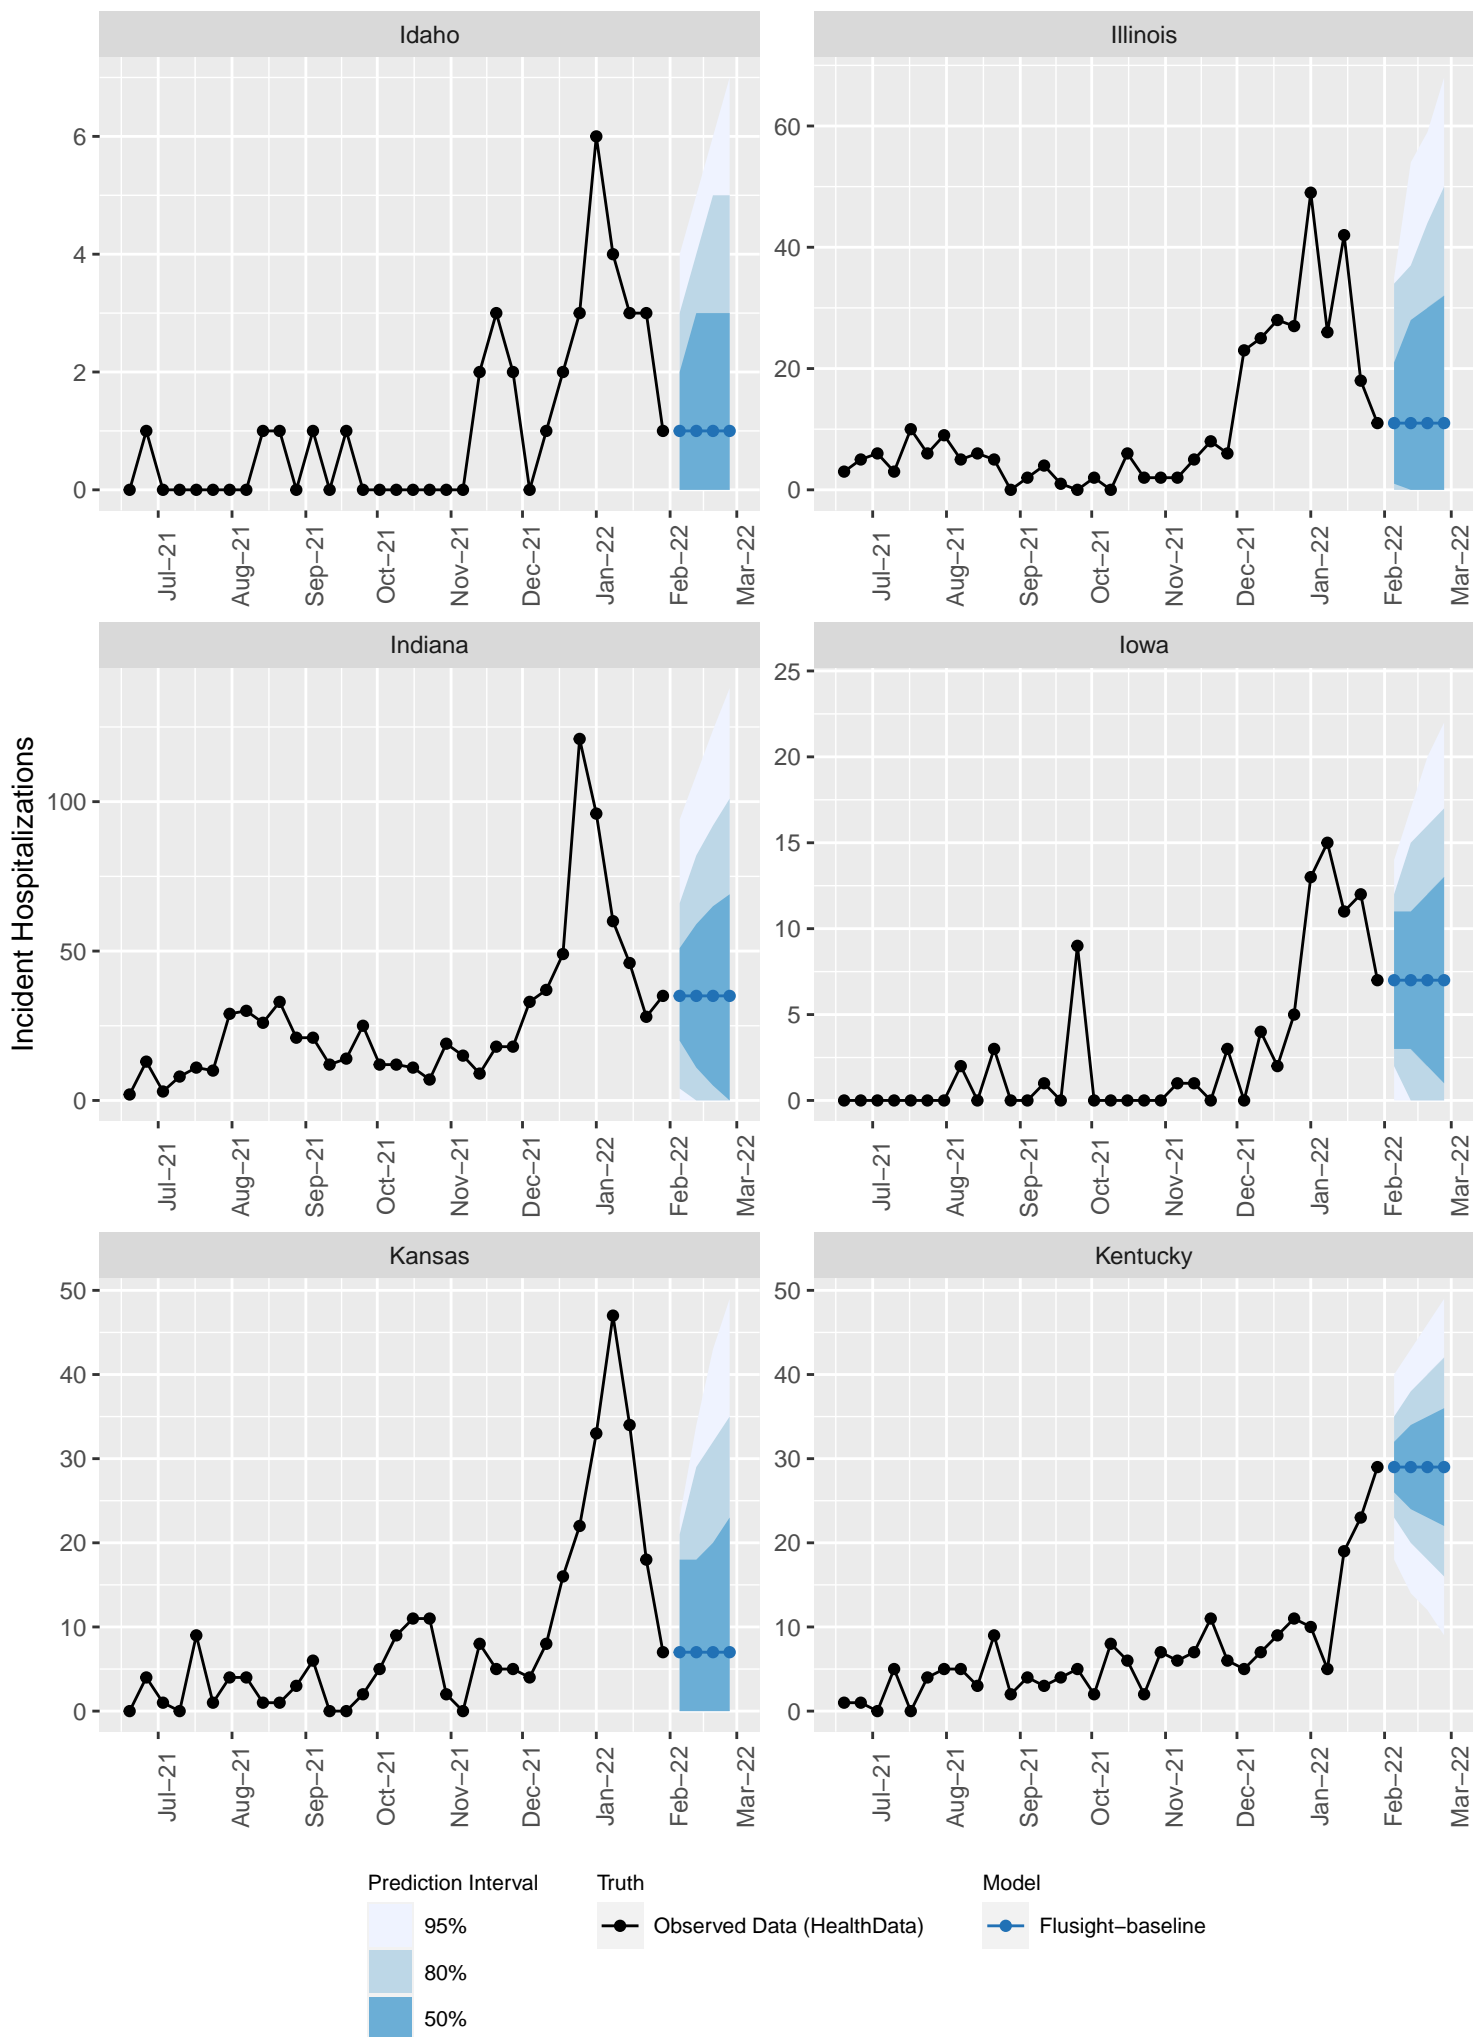 Idaho Illinois
6
4
2
0
60
40
20
0
Jul−21 Aug−21 Sep−21 Oct−21 Nov−21 Dec−21 Jan−22 Feb−22 Mar−22
Jul−21 Aug−21 Sep−21 Oct−21 Nov−21 Dec−21 Jan−22 Feb−22 Mar−22
Indiana Iowa
Incident Hospitalizations
100
50
0
25
20
15
10
5
0
Jul−21 Aug−21 Sep−21 Oct−21 Nov−21 Dec−21 Jan−22 Feb−22 Mar−22
Jul−21 Aug−21 Sep−21 Oct−21 Nov−21 Dec−21 Jan−22 Feb−22 Mar−22
Kansas Kentucky
50
40
30
20
10
0
50
40
30
20
10
0
Jul−21 Aug−21 Sep−21 Oct−21 Nov−21 Dec−21 Jan−22 Feb−22 Mar−22
Jul−21 Aug−21 Sep−21 Oct−21 Nov−21 Dec−21 Jan−22 Feb−22 Mar−22
Prediction Interval Truth Model
95% Observed Data (HealthData) Flusight−baseline
80%
50%